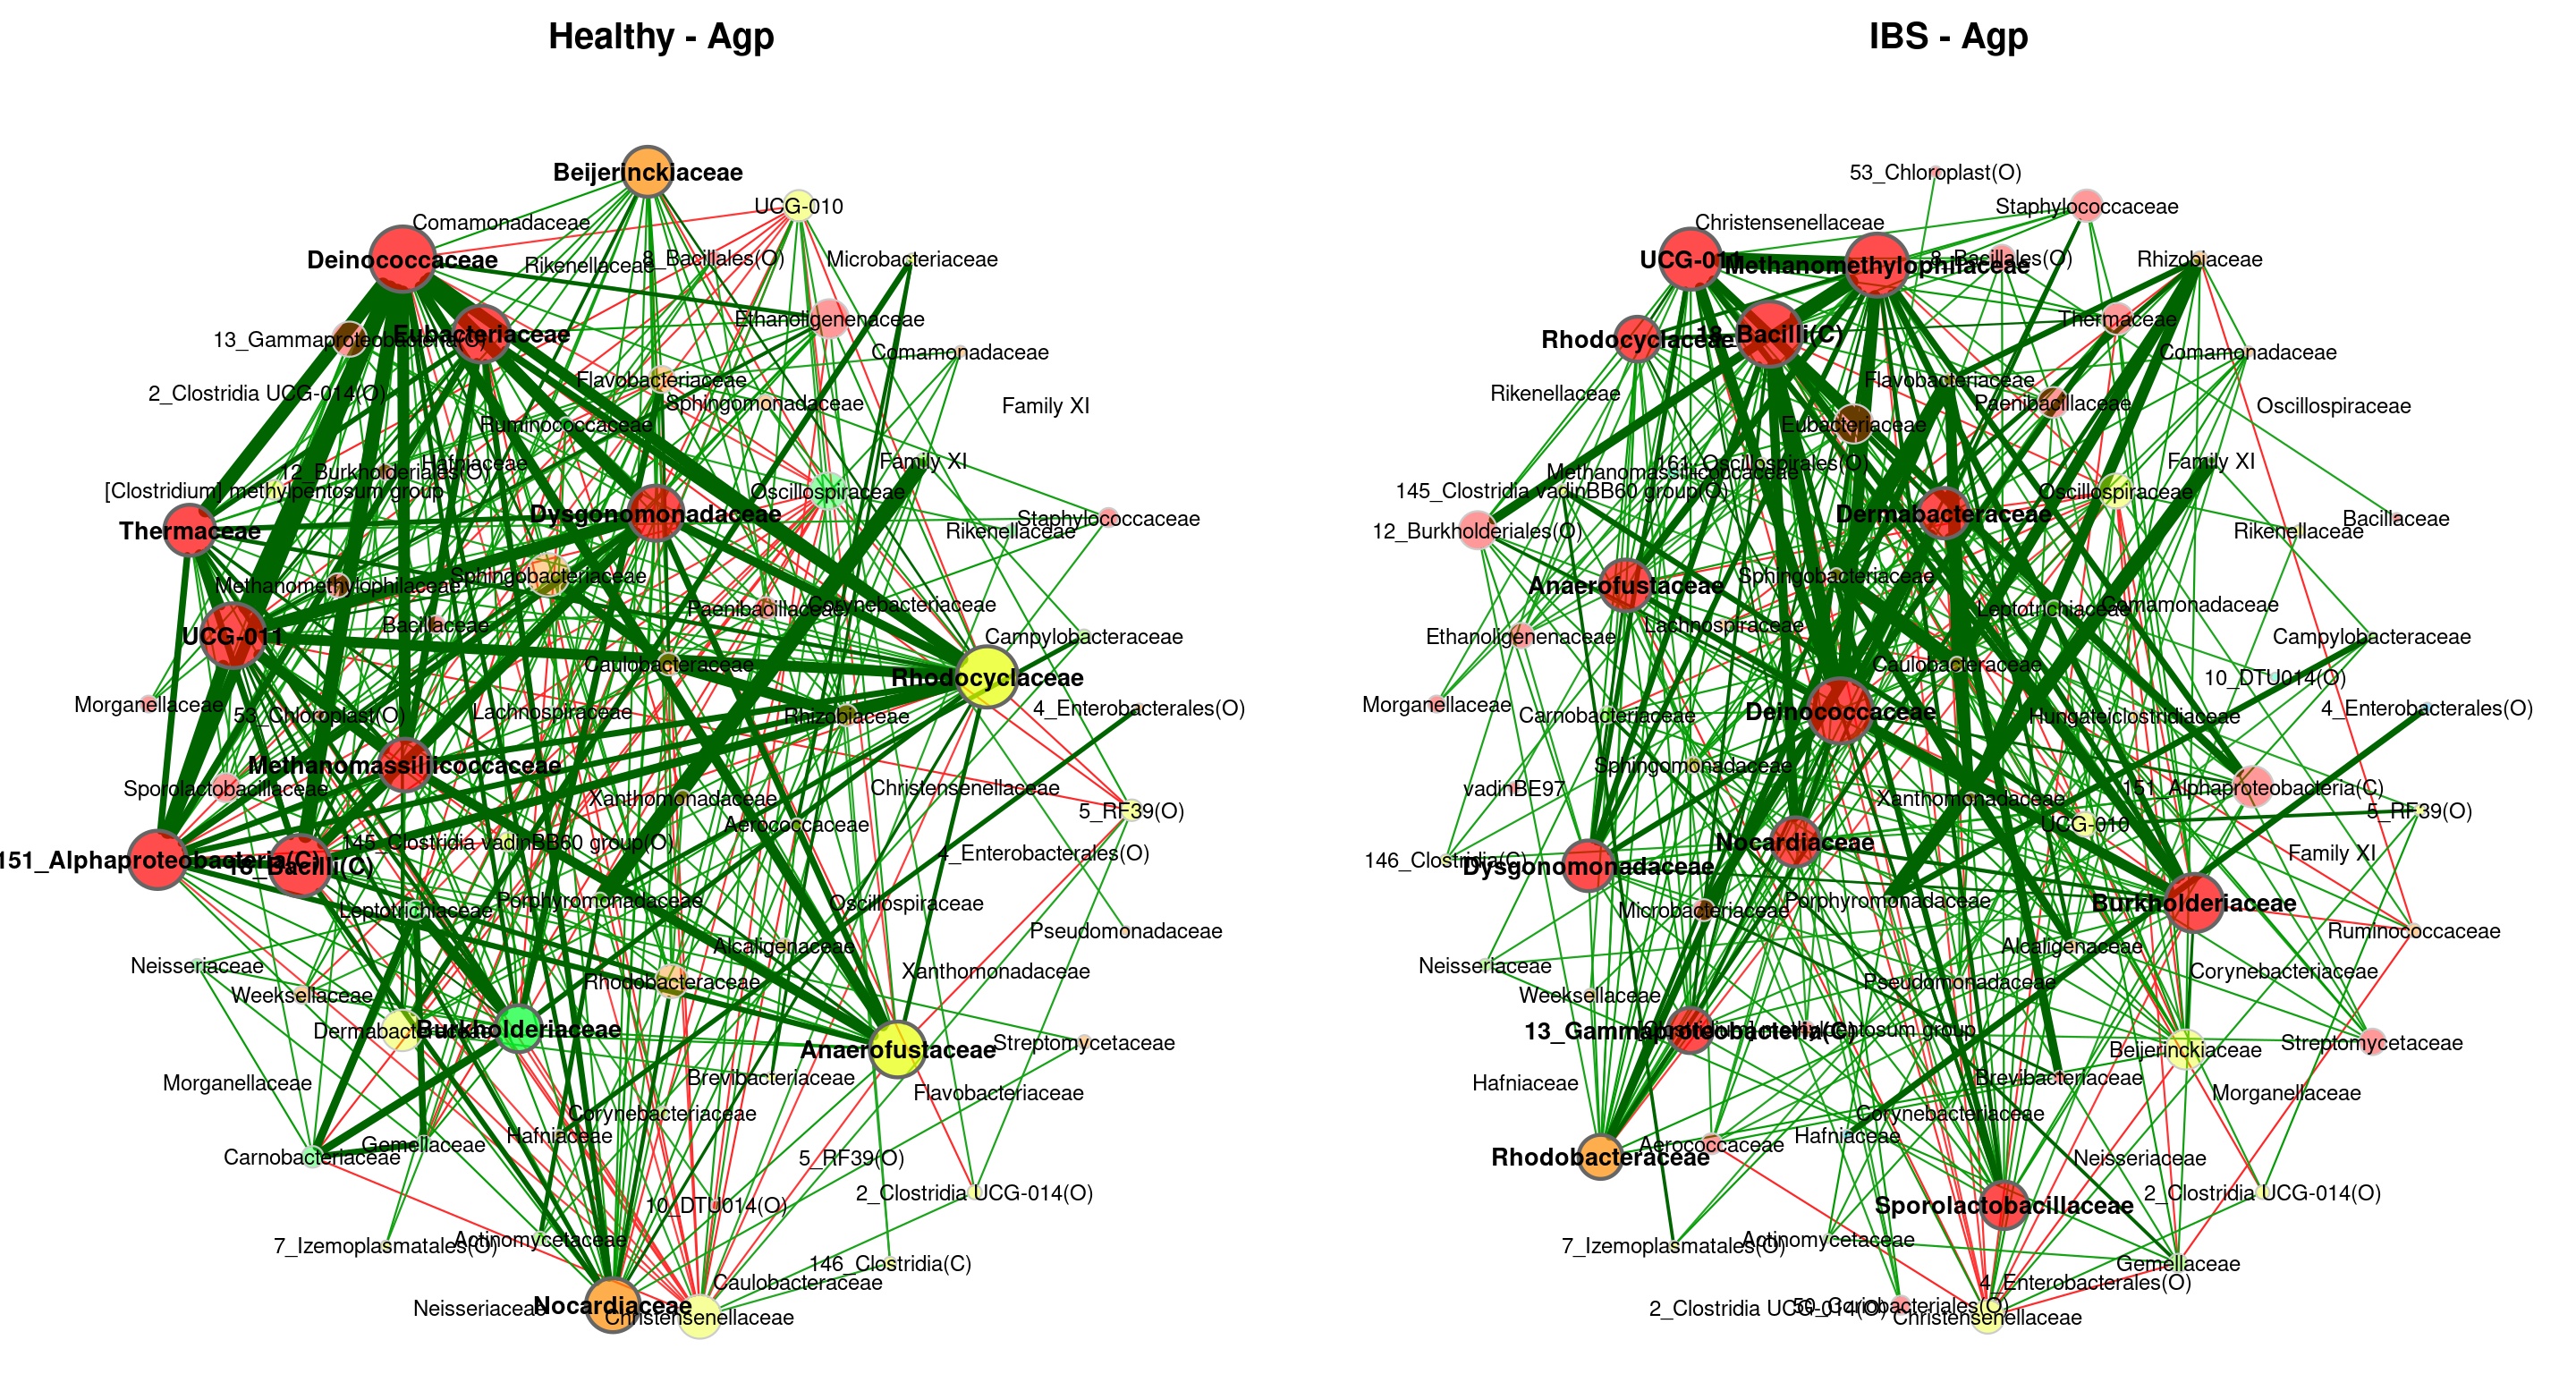 Healthy - Agp
Beijerinckiaceae
UCG-010
Comamonadaceae
Deinococcaceae
Rikenellaceae
8_Bacillales(O)
Microbacteriaceae
Ethanoligenenaceae
13_Gammaproteobacteria(C)
Eubacteriaceae
Comamonadaceae
Flavobacteriaceae
2_Clostridia UCG-014(O)
Sphingomonadaceae
Family XI
Ruminococcaceae
Family XI
Hafniaceae
12_Burkholderiales(O)
[Clostridium] methylpentosum group
Oscillospiraceae
Dysgonomonadaceae
Staphylococcaceae
Thermaceae
Rikenellaceae
Sphingobacteriaceae
Methanomethylophilaceae
Paenibacillaceae
Corynebacteriaceae
Bacillaceae
UCG-011
Campylobacteraceae
Caulobacteraceae
Rhodocyclaceae
Morganellaceae
4_Enterobacterales(O)
53_Chloroplast(O)
Lachnospiraceae
Rhizobiaceae
Methanomassiliicoccaceae
Sporolactobacillaceae
Christensenellaceae
Xanthomonadaceae
5_RF39(O)
Aerococcaceae
145_Clostridia vadinBB60 group(O)
4_Enterobacterales(O)
151_Alphaproteobacteria(C)
18_Bacilli(C)
Porphyromonadaceae
Oscillospiraceae
Leptotrichiaceae
Pseudomonadaceae
Alcaligenaceae
Neisseriaceae
Xanthomonadaceae
Rhodobacteraceae
Weeksellaceae
Dermabacteraceae
Burkholderiaceae
Streptomycetaceae
Anaerofustaceae
Brevibacteriaceae
Morganellaceae
Flavobacteriaceae
Corynebacteriaceae
Hafniaceae
Gemellaceae
Carnobacteriaceae
5_RF39(O)
2_Clostridia UCG-014(O)
10_DTU014(O)
Actinomycetaceae
7_Izemoplasmatales(O)
146_Clostridia(C)
Caulobacteraceae
Nocardiaceae
Neisseriaceae
Christensenellaceae
IBS - Agp
53_Chloroplast(O)
Staphylococcaceae
Christensenellaceae
UCG-011
Methanomethylophilaceae
8_Bacillales(O)
Rhizobiaceae
Thermaceae
Rhodocyclaceae
18_Bacilli(C)
Comamonadaceae
Flavobacteriaceae
Rikenellaceae
Paenibacillaceae
Oscillospiraceae
Eubacteriaceae
Family XI
161_Oscillospirales(O)
Methanomassiliicoccaceae
145_Clostridia vadinBB60 group(O)
Oscillospiraceae
Dermabacteraceae
Bacillaceae
12_Burkholderiales(O)
Rikenellaceae
Sphingobacteriaceae
Anaerofustaceae
Leptotrichiaceae
Comamonadaceae
Lachnospiraceae
Ethanoligenenaceae
Campylobacteraceae
Caulobacteraceae
10_DTU014(O)
Morganellaceae
4_Enterobacterales(O)
Deinococcaceae
Carnobacteriaceae
Hungateiclostridiaceae
Sphingomonadaceae
vadinBE97
151_Alphaproteobacteria(C)
Xanthomonadaceae
5_RF39(O)
UCG-010
Nocardiaceae
Family XI
146_Clostridia(C)
Dysgonomonadaceae
Porphyromonadaceae
Burkholderiaceae
Microbacteriaceae
Ruminococcaceae
Alcaligenaceae
Neisseriaceae
Corynebacteriaceae
Pseudomonadaceae
Weeksellaceae
13_Gammaproteobacteria(C)
[Clostridium] methylpentosum group
Streptomycetaceae
Beijerinckiaceae
Brevibacteriaceae
Hafniaceae
Morganellaceae
Corynebacteriaceae
Hafniaceae
Aerococcaceae
Rhodobacteraceae
Neisseriaceae
2_Clostridia UCG-014(O)
Sporolactobacillaceae
Actinomycetaceae
7_Izemoplasmatales(O)
Gemellaceae
4_Enterobacterales(O)
2_Clostridia UCG-014(O)
50_Coriobacteriales(O)
Christensenellaceae